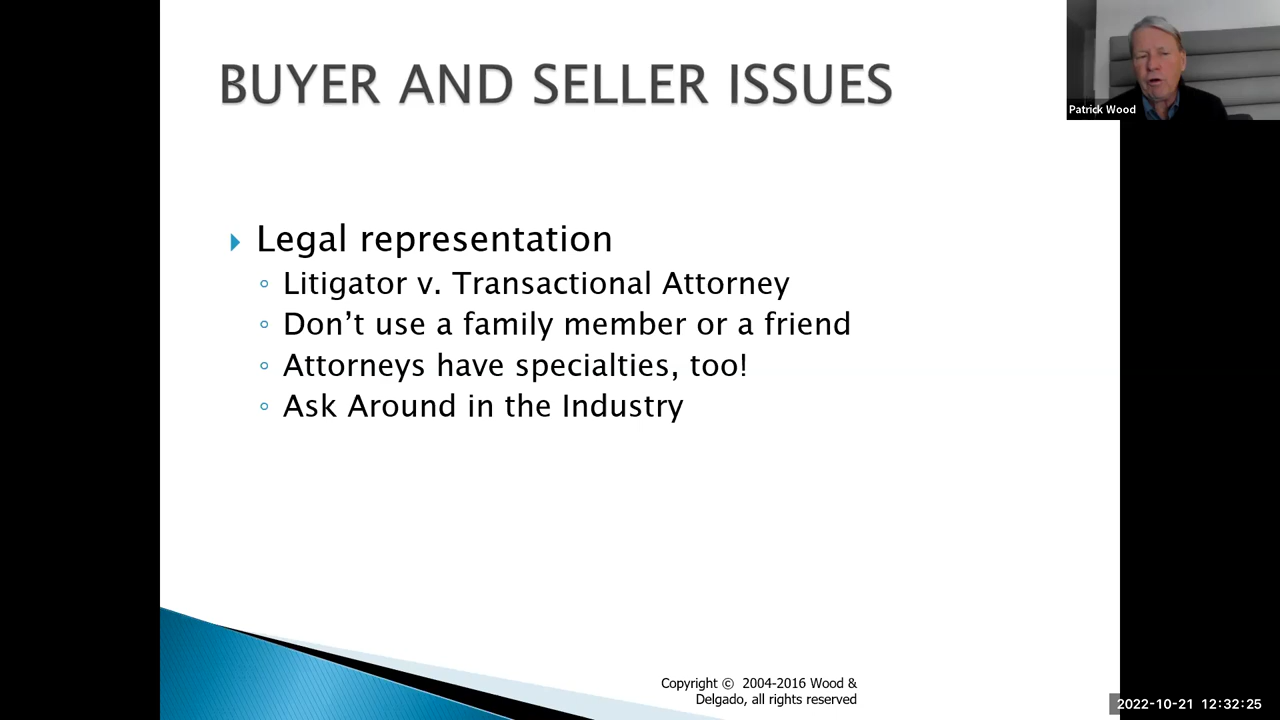 BUYER AND SELLER ISSUES
Patrick Wood
Legal representation
Litigator v. Transactional Attorney
Don’t use a family member or a friend
Attorneys have specialties, too!
Ask Around in the Industry
Copyright © 2004-2016 Wood &
Delgado, all rights reserved
2022-10-21 12:32:25